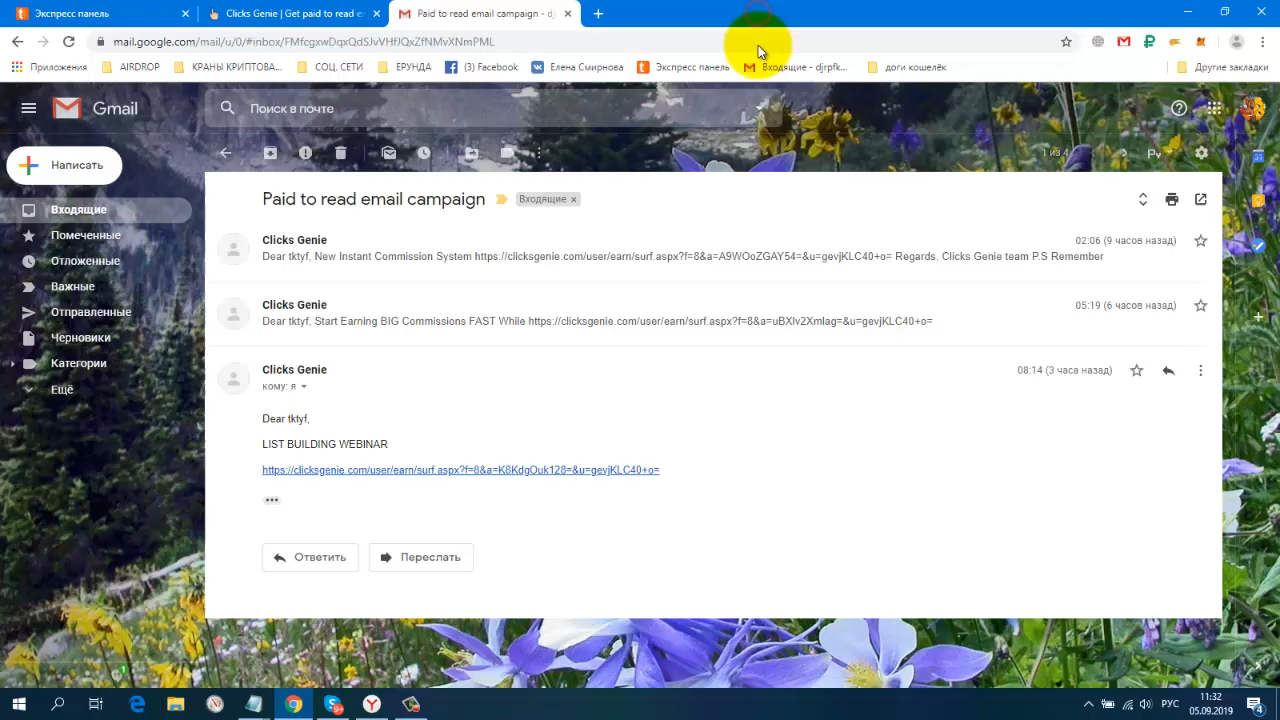 Экспресс панель
Clicks Genie | Get paid to read e
Paid to read email campaign - d
mail.google.com/mail/u/0/#inbox/FMfcgxwDqxQdSJvVHfJQxZfNMvXNmPML
Приложения
AIRDROP
КРАНЫ КРИПТОВА...
СОЦ. СЕТИ
ЕРУНДА
Facebook
Елена Смирнова
Экспресс панель
Входящие - djrpfk...
доги кошелёк
Другие закладки
Gmail
Поиск в почте
1 из 4
Написать
Входящие
Помеченные
Отложенные
Важные
Отправленные
Черновики
Категории
Ещё
Paid to read email campaign
Входящие ×
Clicks Genie
02:06 (9 часов назад)
Dear tktyf, New Instant Commission System https://clicksgenie.com/user/earn/surf.aspx?f=8&a=A9WOoZGAY54=&u=gevjKLC40+o= Regards, Clicks Genie team P.S Remember
Clicks Genie
05:19 (6 часов назад)
Dear tktyf, Start Earning BIG Commissions FAST While https://clicksgenie.com/user/earn/surf.aspx?f=8&a=uBXlv2Xmlag=&u=gevjKLC40+o=
Clicks Genie
08:14 (3 часа назад)
кому: я
Dear tktyf,
LIST BUILDING WEBINAR
https://clicksgenie.com/user/earn/surf.aspx?f=8&a=K8KdgOuk128=&u=gevjKLC40+o=
Ответить
Переслать
РУС
11:32
05.09.2019